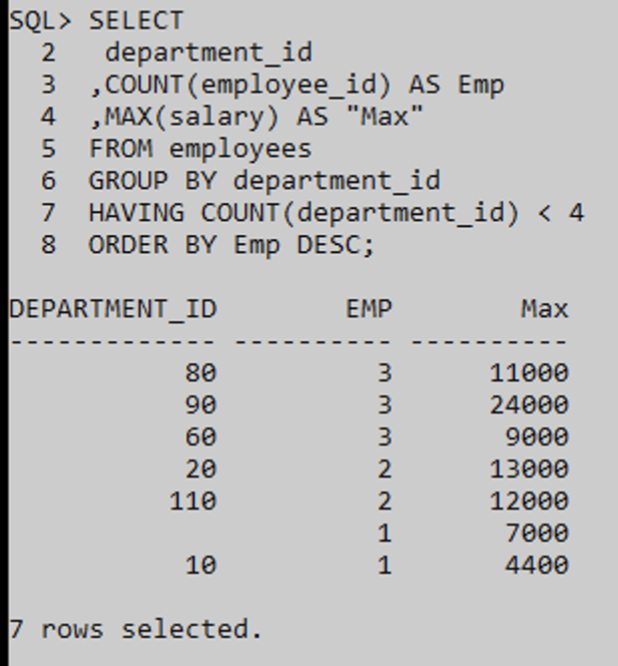 SQL> SELECT
  2   department_id
  3  ,COUNT(employee_id) AS Emp
  4  ,MAX(salary) AS "Max"
  5  FROM employees
  6  GROUP BY department_id
  7  HAVING COUNT(department_id) < 4
  8  ORDER BY Emp DESC;

DEPARTMENT_ID        EMP        Max
------------- ---------- ----------
           80          3      11000
           90          3      24000
           60          3       9000
           20          2      13000
          110          2      12000
                       1       7000
           10          1       4400

7 rows selected.